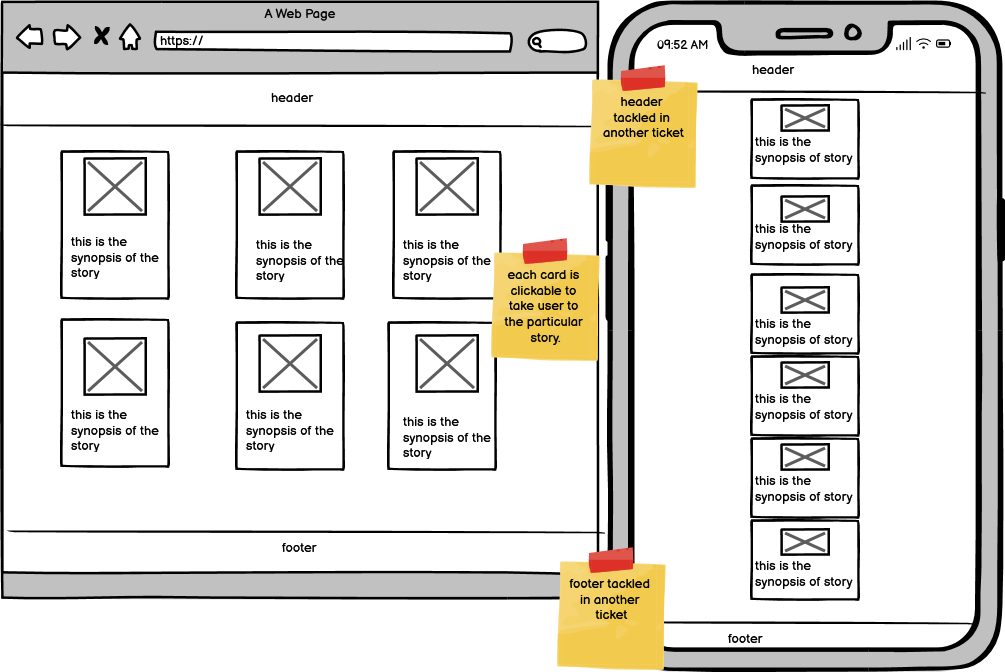 A Web Page
https://
header
this is the
synopsis of the
story
this is the
synopsis of the
story
this is the
synopsis of the
story
this is the
synopsis of the
story
this is the
synopsis of the
story
this is the
synopsis of the
story
footer
header
tackled in
another ticket
each card is
clickable to
take user to
the particular
story.
footer tackled
in another
ticket
09:52 AM
header
this is the
synopsis of story
this is the
synopsis of story
this is the
synopsis of story
this is the
synopsis of story
this is the
synopsis of story
this is the
synopsis of story
footer